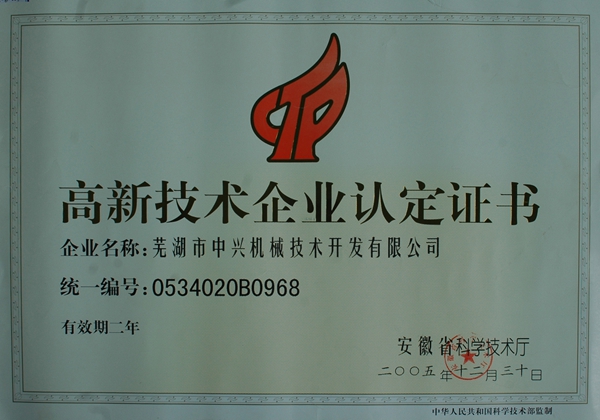 CTP
高新技术企业认定证书
企业名称:芜湖市中兴机械技术开发有限公司
统一编号:0534020B0968
有效期二年
安徽省科学技术厅
二〇〇五年十二月三十日
中华人民共和国科学技术部监制